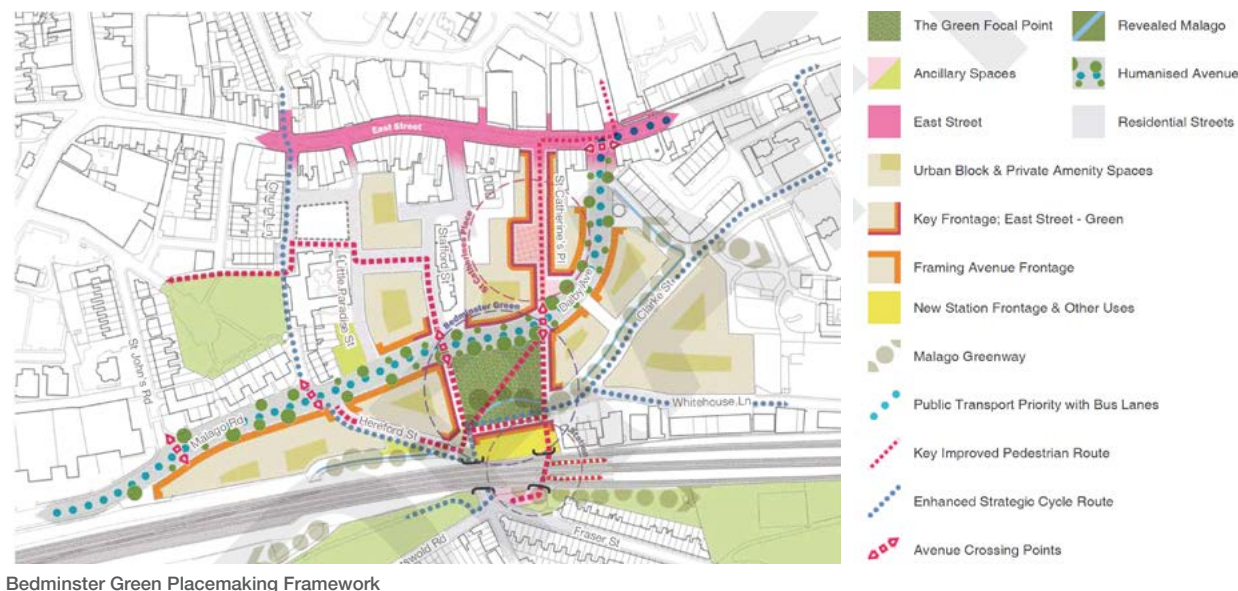 East Street
Church Ln
Stafford St
St Catherines Place
St Catherine's Pl
Little Paradise St
Bedminster Green
Dalby Ave
Clarke St
St John's Rd
Whitehouse Ln
Malago Rd
Hereford St
Fraser St
The Green Focal Point
Revealed Malago
Ancillary Spaces
Humanised Avenue
East Street
Residential Streets
Urban Block & Private Amenity Spaces
Key Frontage; East Street - Green
Framing Avenue Frontage
New Station Frontage & Other Uses
Malago Greenway
Public Transport Priority with Bus Lanes
Key Improved Pedestrian Route
Enhanced Strategic Cycle Route
Avenue Crossing Points
Bedminster Green Placemaking Framework